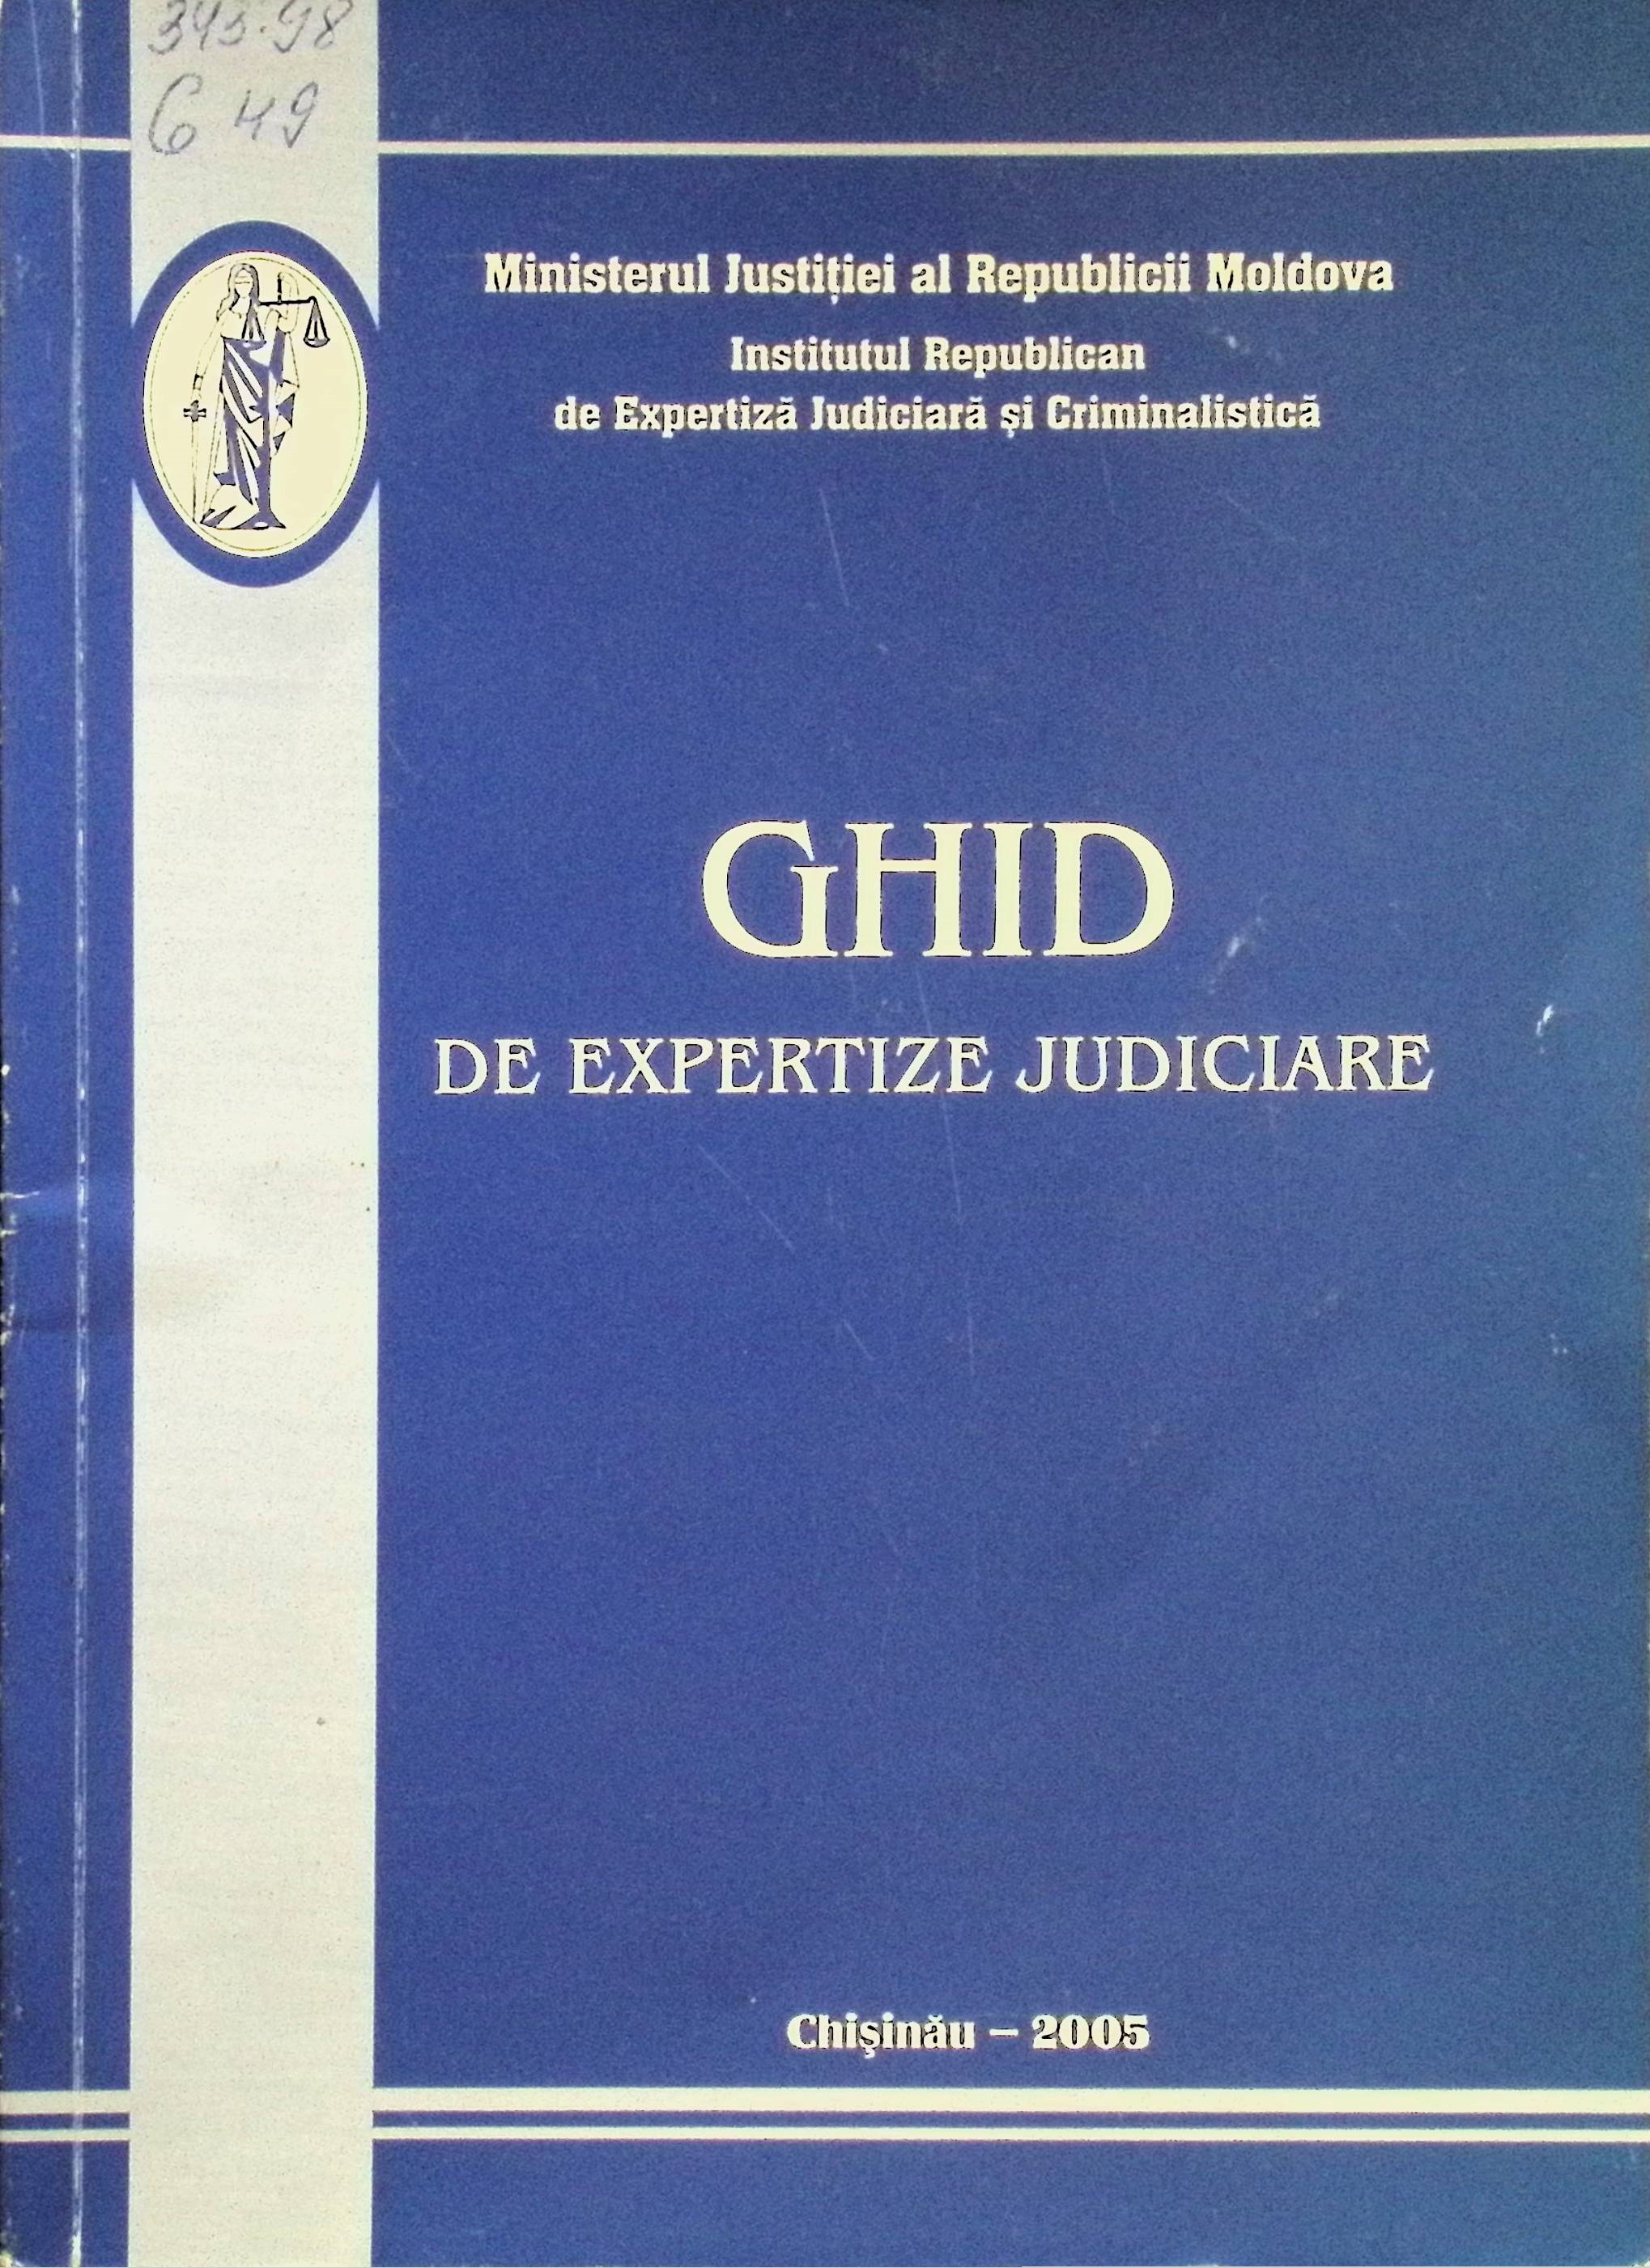 343.98
G 49
Ministerul Justiției al Republicii Moldova
Institutul Republican
de Expertiză Judiciară și Criminalistică
GHID
DE EXPERTIZE JUDICIARE
Chişinău – 2005